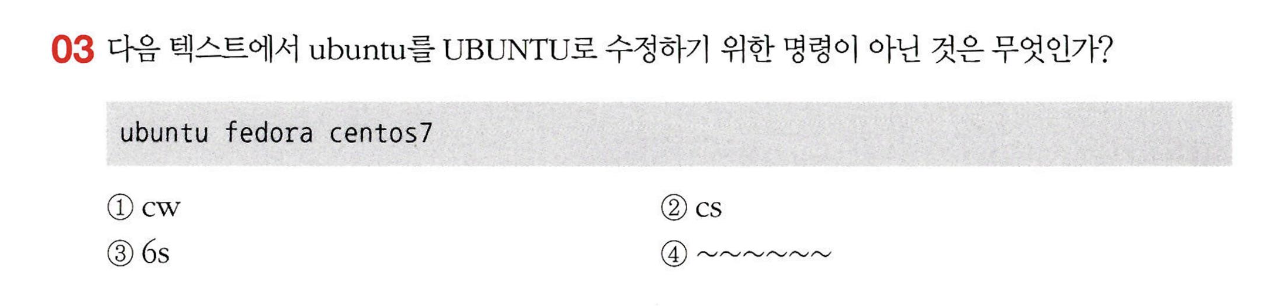 03 다음 텍스트에서 ubuntu를 UBUNTU로 수정하기 위한 명령이 아닌 것은 무엇인가?
ubuntu fedora centos7
① cw
② cs
③ 6s
④ ~~~~~~